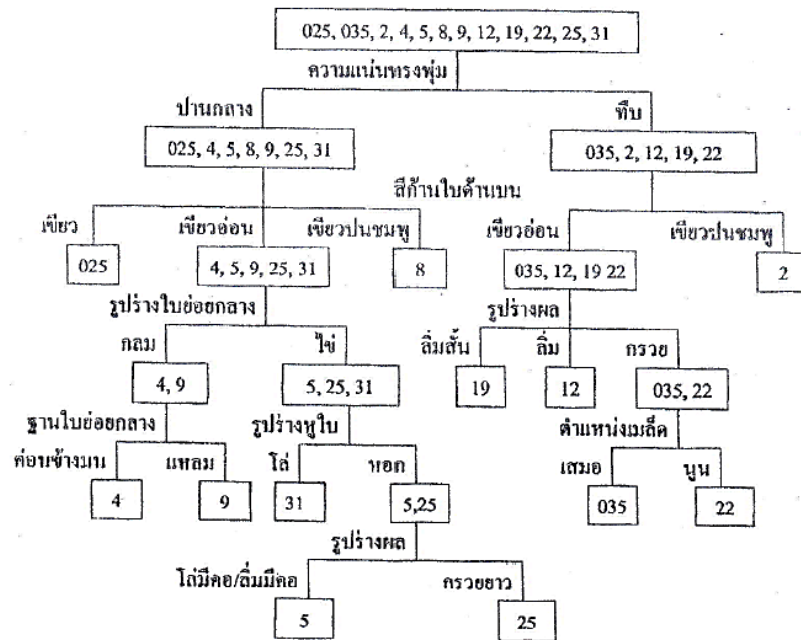 025, 035, 2, 4, 5, 8, 9, 12, 19, 22, 25, 31
ความแน่นทรงพุ่ม
ปานกลาง ทึบ
025, 4, 5, 8, 9, 25, 31 035, 2, 12, 19, 22
สีก้านใบด้านบน
เขียว เขียวอ่อน เขียวปนชมพู เขียวอ่อน เขียวปนชมพู
025 4, 5, 9, 25, 31 8 035, 12, 19 22 2
รูปร่างใบย่อยกลาง รูปร่างผล
กลม ไข่ ลิ่มสั้น ลิ่ม กรวย
4, 9 5, 25, 31 19 12 035, 22
ฐานใบย่อยกลาง รูปร่างหูใบ ตำแหน่งเมล็ด
ค่อนข้างมน แหลม โล่ หอก เสมอ นูน
4 9 31 5,25 035 22
รูปร่างผล
โล่มีคอ/ลิ่มมีคอ กรวยยาว
5 25